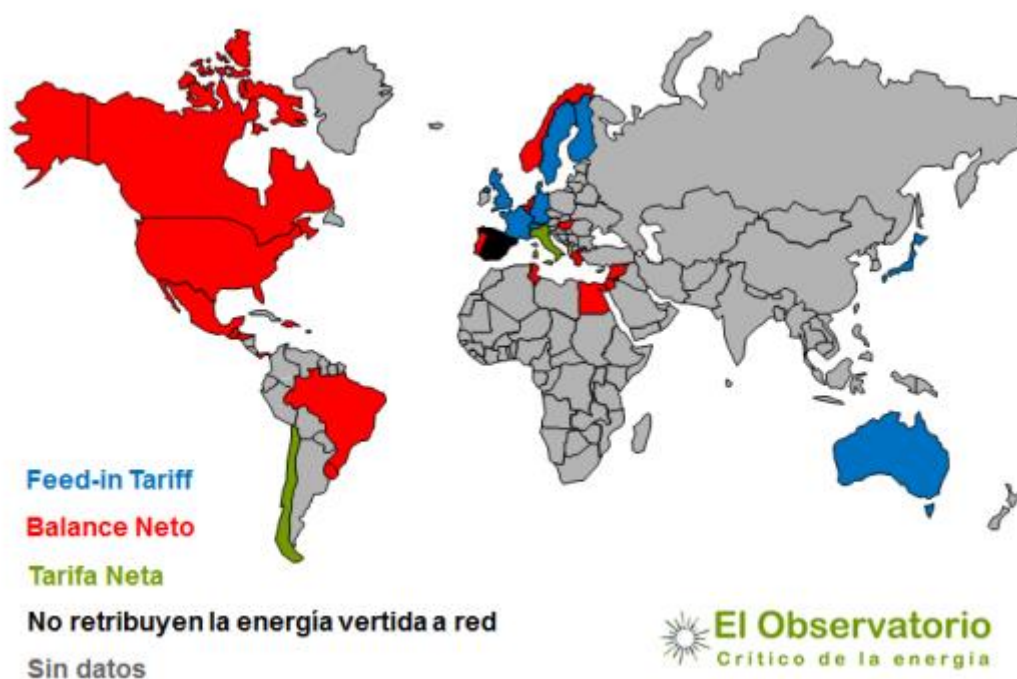 Feed-in Tariff
Balance Neto
Tarifa Neta
No retribuyen la energía vertida a red
Sin datos
El Observatorio
Crítico de la energía